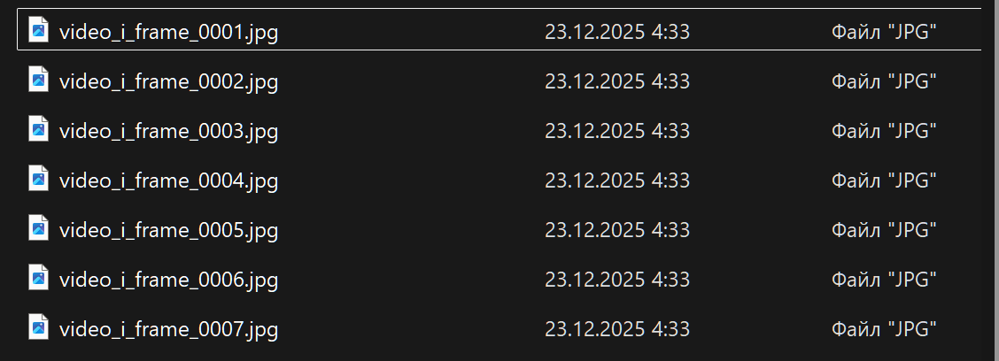 video_i_frame_0001.jpg 23.12.2025 4:33 Файл "JPG"
video_i_frame_0002.jpg 23.12.2025 4:33 Файл "JPG"
video_i_frame_0003.jpg 23.12.2025 4:33 Файл "JPG"
video_i_frame_0004.jpg 23.12.2025 4:33 Файл "JPG"
video_i_frame_0005.jpg 23.12.2025 4:33 Файл "JPG"
video_i_frame_0006.jpg 23.12.2025 4:33 Файл "JPG"
video_i_frame_0007.jpg 23.12.2025 4:33 Файл "JPG"